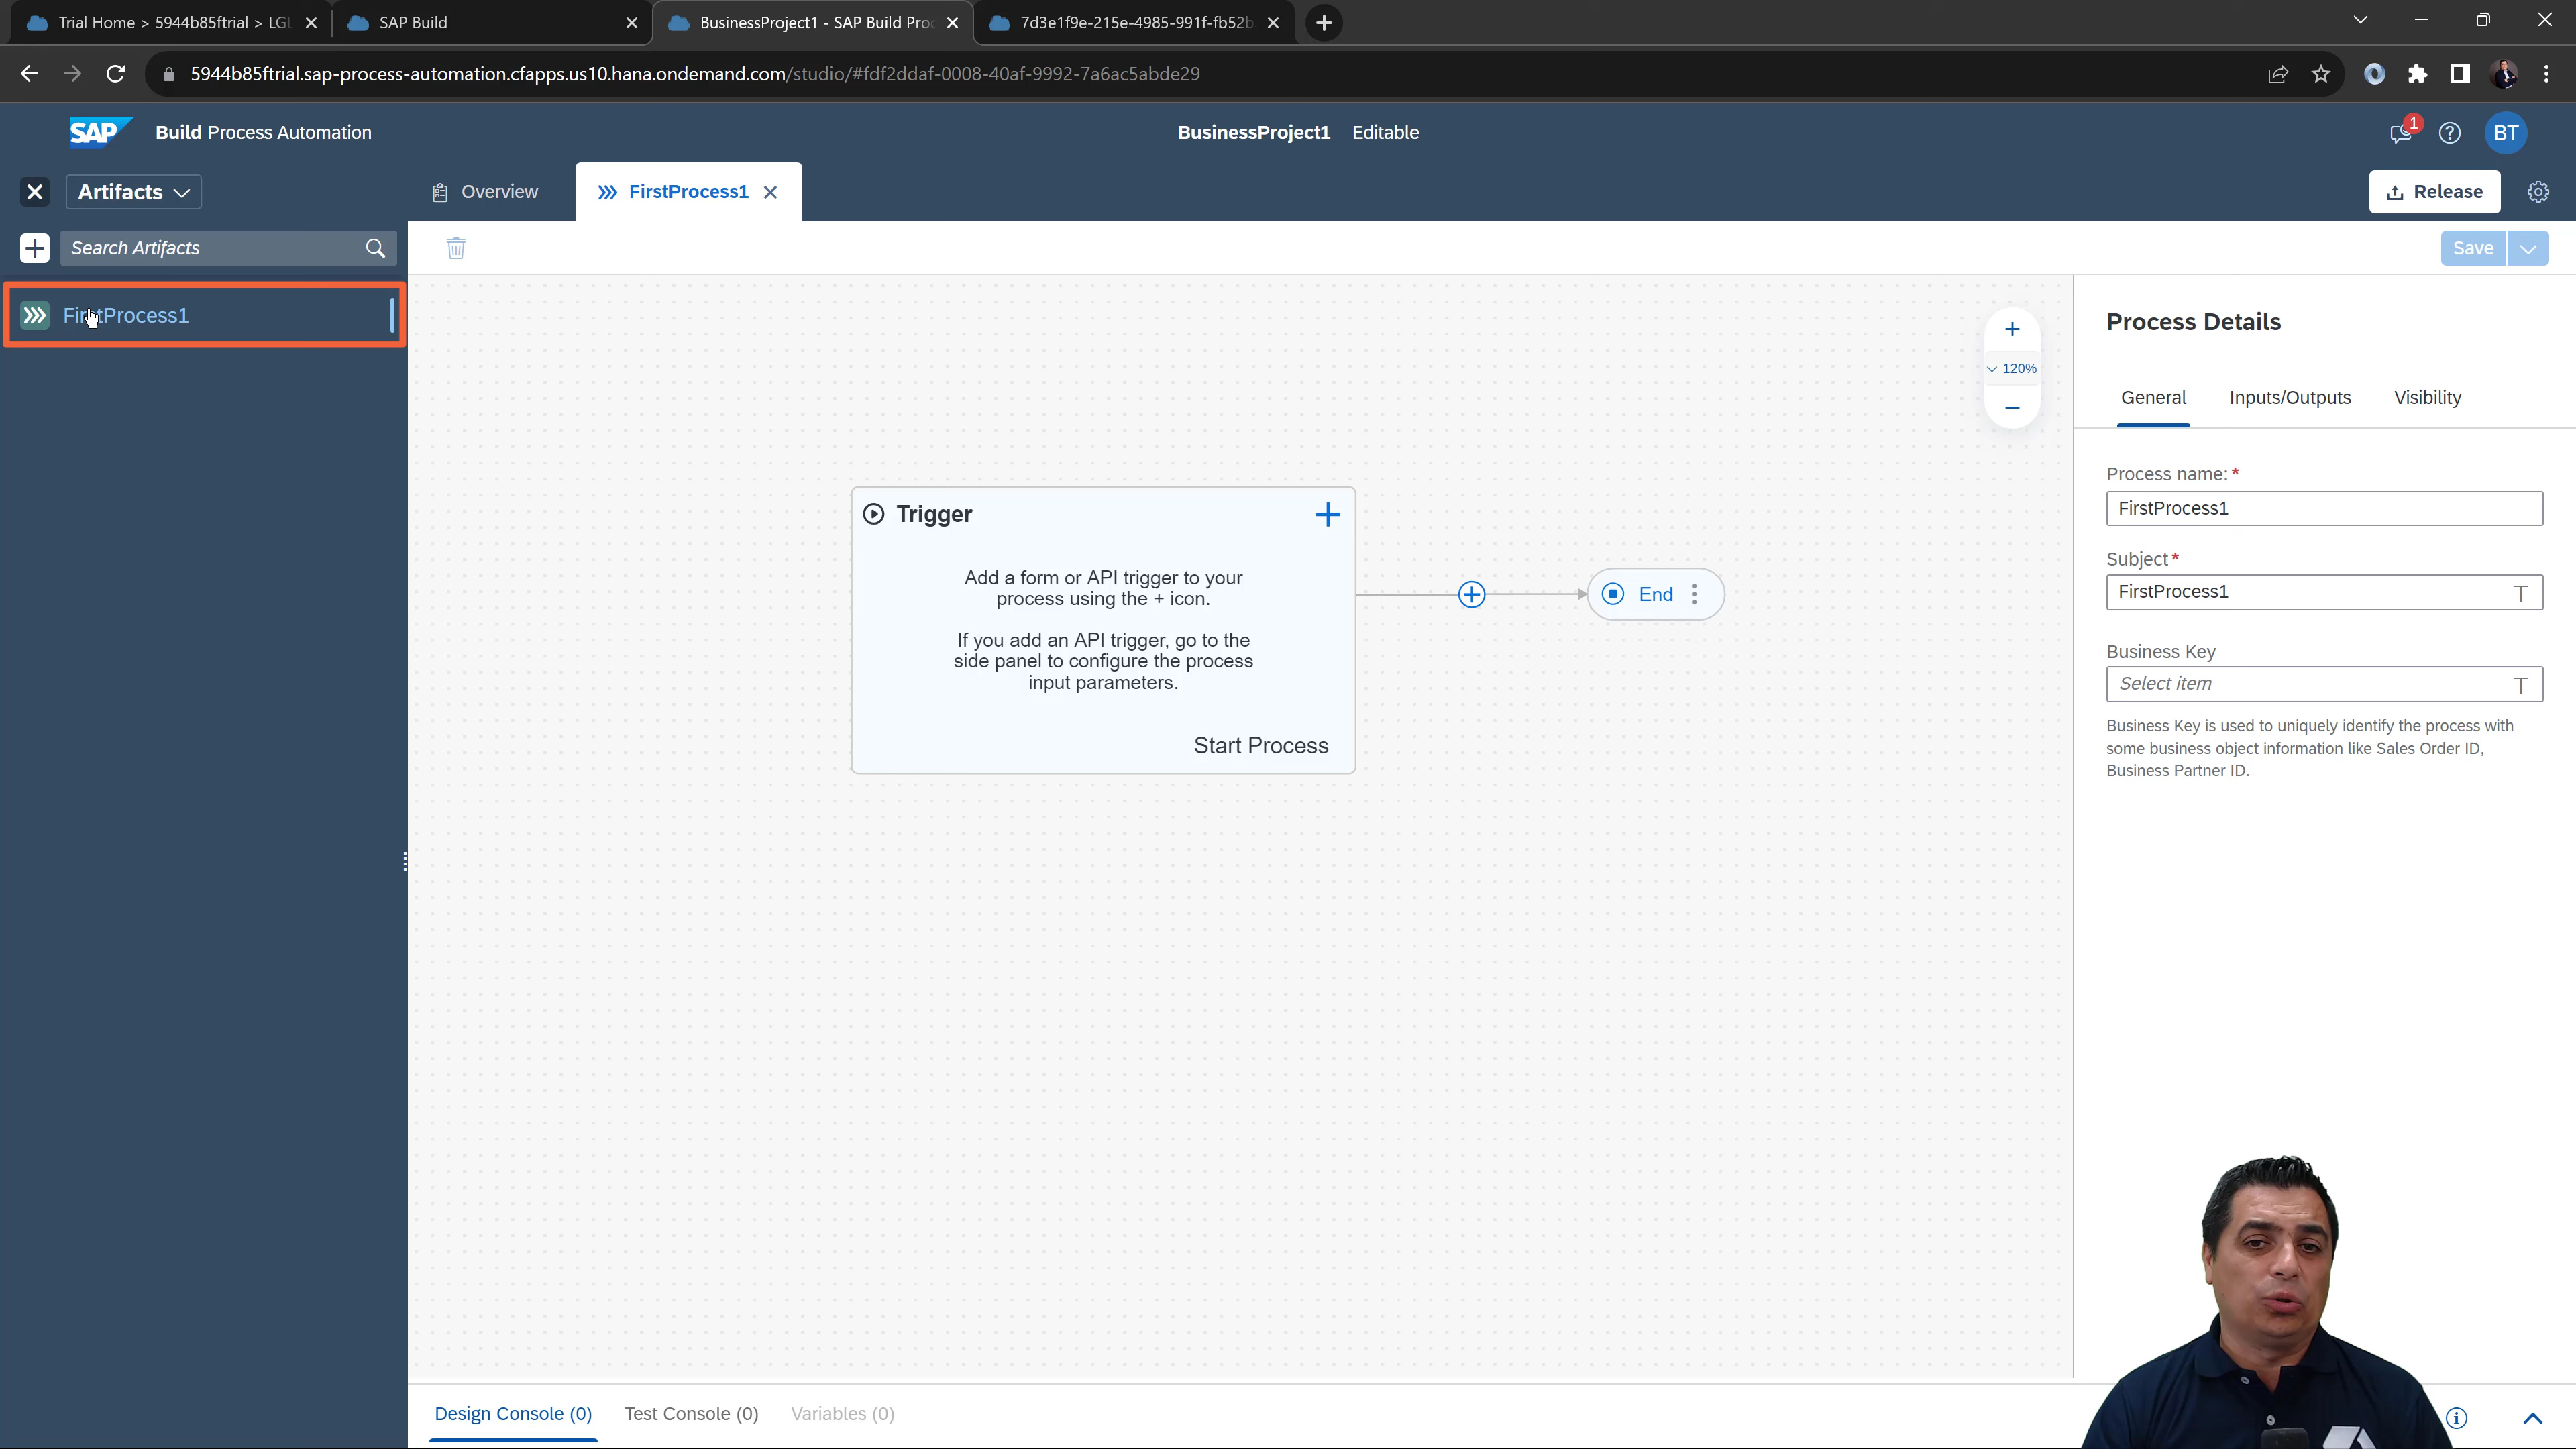 Trial Home > 5944b85ftrial > LGL
SAP Build
BusinessProject1 - SAP Build Proc
7d3e1f9e-215e-4985-991f-fb52b
5944b85ftrial.sap-process-automation.cfapps.us10.hana.ondemand.com/studio/#fdf2ddaf-0008-40af-9992-7a6ac5abde29
SAP Build Process Automation
BusinessProject1 Editable
1
BT
Artifacts
Overview
FirstProcess1
Release
Search Artifacts
Save
FirstProcess1
120%
Trigger
Add a form or API trigger to your
process using the + icon.
If you add an API trigger, go to the
side panel to configure the process
input parameters.
Start Process
End
Process Details
General Inputs/Outputs Visibility
Process name: *
FirstProcess1
Subject *
FirstProcess1
Business Key
Select item
Business Key is used to uniquely identify the process with
some business object information like Sales Order ID,
Business Partner ID.
Design Console (0) Test Console (0) Variables (0)